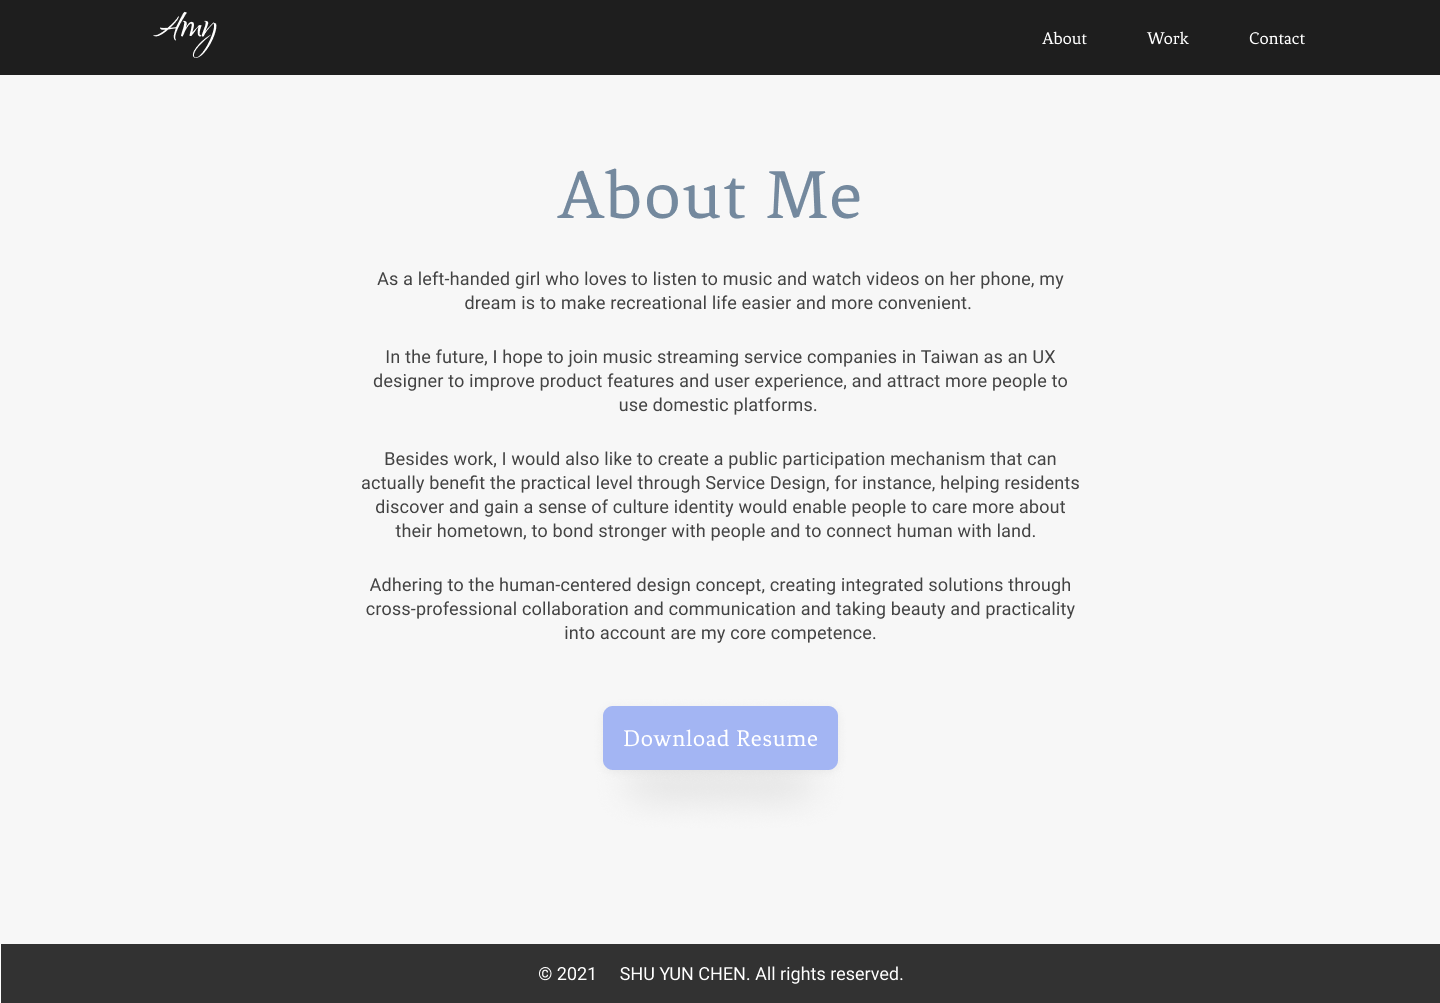 Amy
About
Work
Contact
About Me
As a left-handed girl who loves to listen to music and watch videos on her phone, my
dream is to make recreational life easier and more convenient.
In the future, I hope to join music streaming service companies in Taiwan as an UX
designer to improve product features and user experience, and attract more people to
use domestic platforms.
Besides work, I would also like to create a public participation mechanism that can
actually benefit the practical level through Service Design, for instance, helping residents
discover and gain a sense of culture identity would enable people to care more about
their hometown, to bond stronger with people and to connect human with land.
Adhering to the human-centered design concept, creating integrated solutions through
cross-professional collaboration and communication and taking beauty and practicality
into account are my core competence.
Download Resume
© 2021 SHU YUN CHEN. All rights reserved.